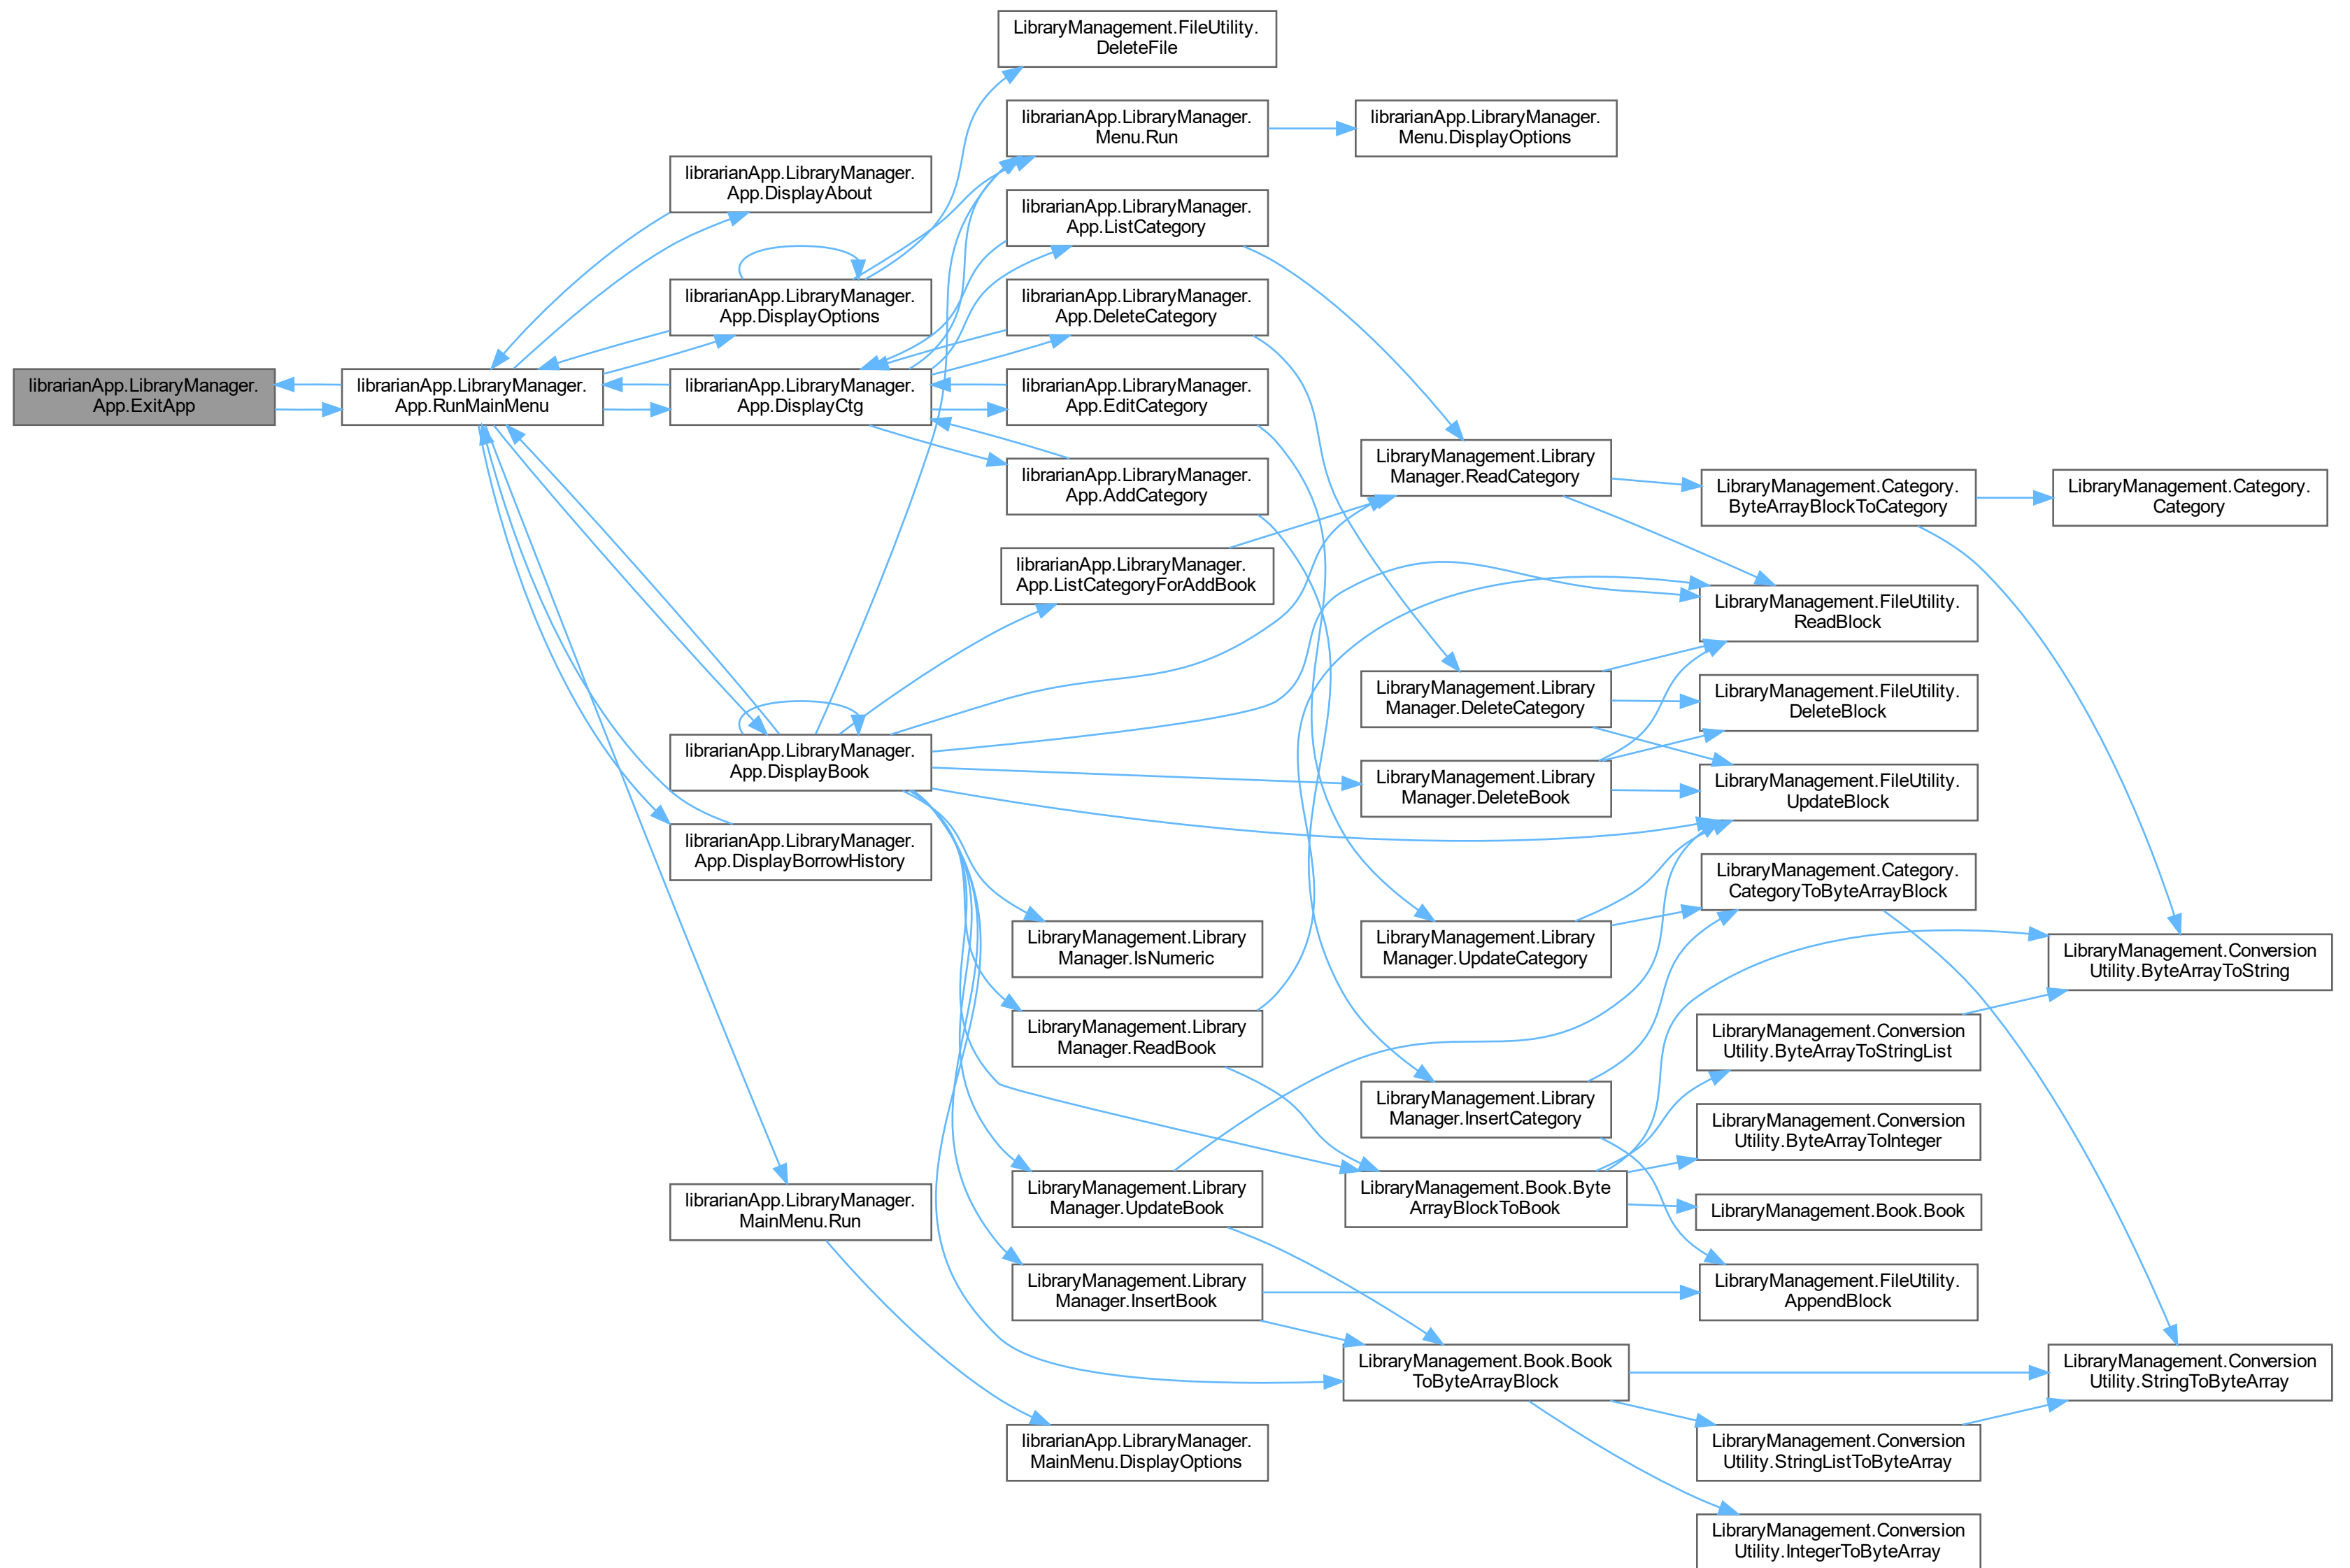 LibraryManagement.FileUtility.
DeleteFile
librarianApp.LibraryManager.
Menu.Run
librarianApp.LibraryManager.
Menu.DisplayOptions
librarianApp.LibraryManager.
App.DisplayAbout
librarianApp.LibraryManager.
App.ListCategory
librarianApp.LibraryManager.
App.DisplayOptions
librarianApp.LibraryManager.
App.DeleteCategory
librarianApp.LibraryManager.
App.ExitApp
librarianApp.LibraryManager.
App.RunMainMenu
librarianApp.LibraryManager.
App.DisplayCtg
librarianApp.LibraryManager.
App.EditCategory
librarianApp.LibraryManager.
App.AddCategory
LibraryManagement.Library
Manager.ReadCategory
LibraryManagement.Category.
ByteArrayBlockToCategory
LibraryManagement.Category.
Category
librarianApp.LibraryManager.
App.ListCategoryForAddBook
LibraryManagement.FileUtility.
ReadBlock
LibraryManagement.Library
Manager.DeleteCategory
LibraryManagement.FileUtility.
DeleteBlock
librarianApp.LibraryManager.
App.DisplayBook
LibraryManagement.Library
Manager.DeleteBook
LibraryManagement.FileUtility.
UpdateBlock
librarianApp.LibraryManager.
App.DisplayBorrowHistory
LibraryManagement.Category.
CategoryToByteArrayBlock
LibraryManagement.Library
Manager.IsNumeric
LibraryManagement.Library
Manager.UpdateCategory
LibraryManagement.Conversion
Utility.ByteArrayToString
LibraryManagement.Library
Manager.ReadBook
LibraryManagement.Conversion
Utility.ByteArrayToStringList
LibraryManagement.Library
Manager.InsertCategory
LibraryManagement.Conversion
Utility.ByteArrayToInteger
librarianApp.LibraryManager.
MainMenu.Run
LibraryManagement.Library
Manager.UpdateBook
LibraryManagement.Book.Byte
ArrayBlockToBook
LibraryManagement.Book.Book
LibraryManagement.Library
Manager.InsertBook
LibraryManagement.FileUtility.
AppendBlock
LibraryManagement.Book.Book
ToByteArrayBlock
LibraryManagement.Conversion
Utility.StringToByteArray
librarianApp.LibraryManager.
MainMenu.DisplayOptions
LibraryManagement.Conversion
Utility.StringListToByteArray
LibraryManagement.Conversion
Utility.IntegerToByteArray